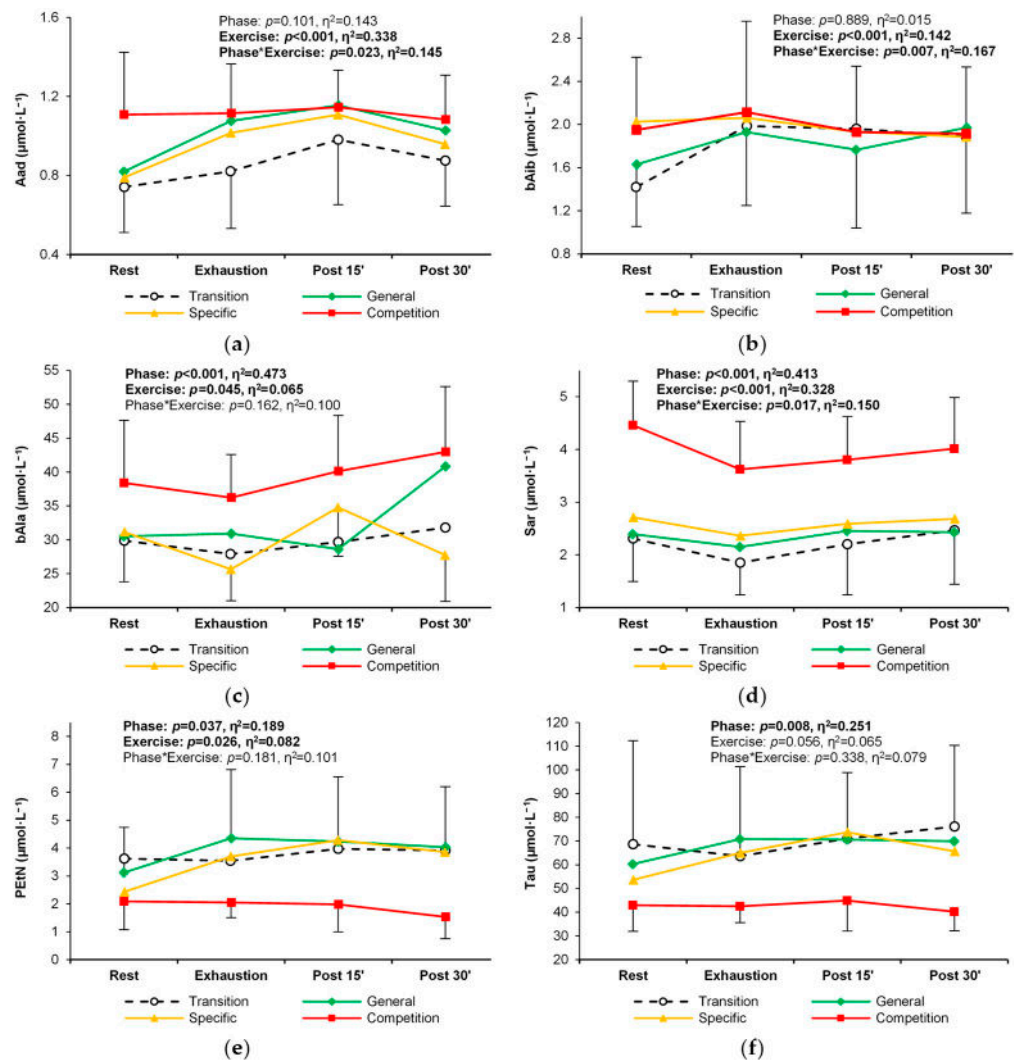 Phase: p=0.101, η²=0.143
Exercise: p<0.001, η²=0.338
Phase*Exercise: p=0.023, η²=0.145
Aad (µmol·L⁻¹)
1.6
1.2
0.8
0.4
Rest Exhaustion Post 15' Post 30'
Transition General
Specific Competition
(a)
Phase: p=0.889, η²=0.015
Exercise: p<0.001, η²=0.142
Phase*Exercise: p=0.007, η²=0.167
bAib (µmol·L⁻¹)
2.8
2.4
2.0
1.6
1.2
0.8
Rest Exhaustion Post 15' Post 30'
Transition General
Specific Competition
(b)
Phase: p<0.001, η²=0.473
Exercise: p=0.045, η²=0.065
Phase*Exercise: p=0.162, η²=0.100
bAla (µmol·L⁻¹)
55
50
45
40
35
30
25
20
Rest Exhaustion Post 15' Post 30'
Transition General
Specific Competition
(c)
Phase: p<0.001, η²=0.413
Exercise: p<0.001, η²=0.328
Phase*Exercise: p=0.017, η²=0.150
Sar (µmol·L⁻¹)
5
4
3
2
1
Rest Exhaustion Post 15' Post 30'
Transition General
Specific Competition
(d)
Phase: p=0.037, η²=0.189
Exercise: p=0.026, η²=0.082
Phase*Exercise: p=0.181, η²=0.101
PEtN (µmol·L⁻¹)
8
7
6
5
4
3
2
1
0
Rest Exhaustion Post 15' Post 30'
Transition General
Specific Competition
(e)
Phase: p=0.008, η²=0.251
Exercise: p=0.056, η²=0.065
Phase*Exercise: p=0.338, η²=0.079
Tau (µmol·L⁻¹)
120
110
100
90
80
70
60
50
40
30
20
Rest Exhaustion Post 15' Post 30'
Transition General
Specific Competition
(f)